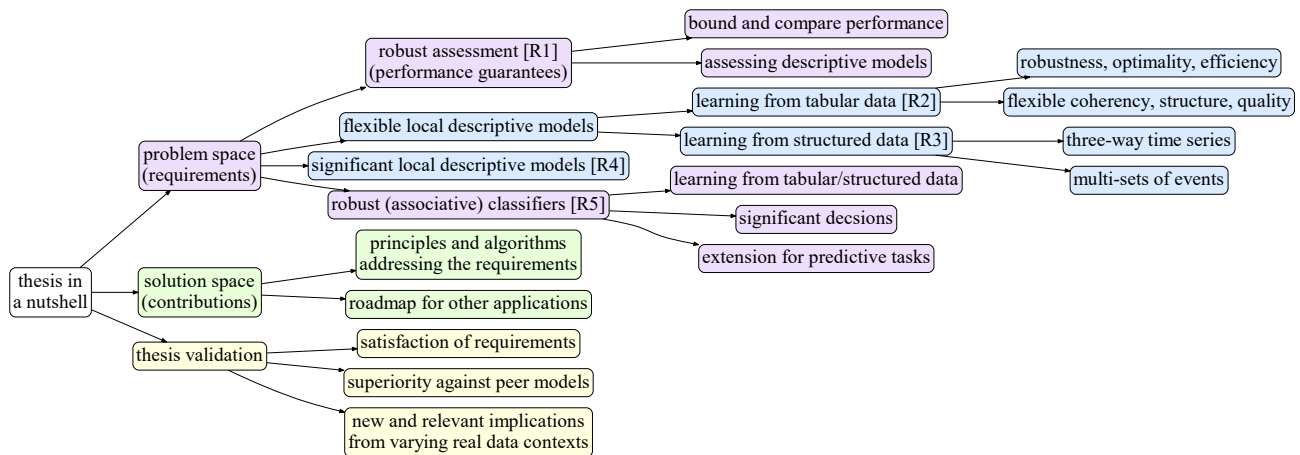 thesis in
a nutshell
problem space
(requirements)
robust assessment [R1]
(performance guarantees)
bound and compare performance
assessing descriptive models
flexible local descriptive models
learning from tabular data [R2]
robustness, optimality, efficiency
flexible coherency, structure, quality
learning from structured data [R3]
three-way time series
multi-sets of events
significant local descriptive models [R4]
robust (associative) classifiers [R5]
learning from tabular/structured data
significant decsions
extension for predictive tasks
solution space
(contributions)
principles and algorithms
addressing the requirements
roadmap for other applications
thesis validation
satisfaction of requirements
superiority against peer models
new and relevant implications
from varying real data contexts